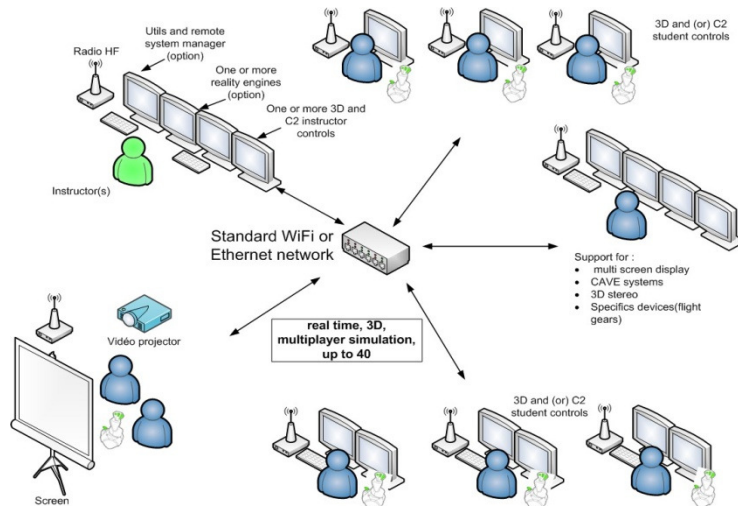 Radio HF
Utils and remote
system manager
(option)
One or more
reality engines
(option)
One or more 3D and
C2 instructor
controls
Instructor(s)
3D and (or) C2
student controls
Standard WiFi or
Ethernet network
Support for :
• multi screen display
• CAVE systems
• 3D stereo
• Specifics devices(flight
gears)
Vidéo projector
real time, 3D,
multiplayer simulation,
up to 40
Screen
3D and (or) C2
student controls